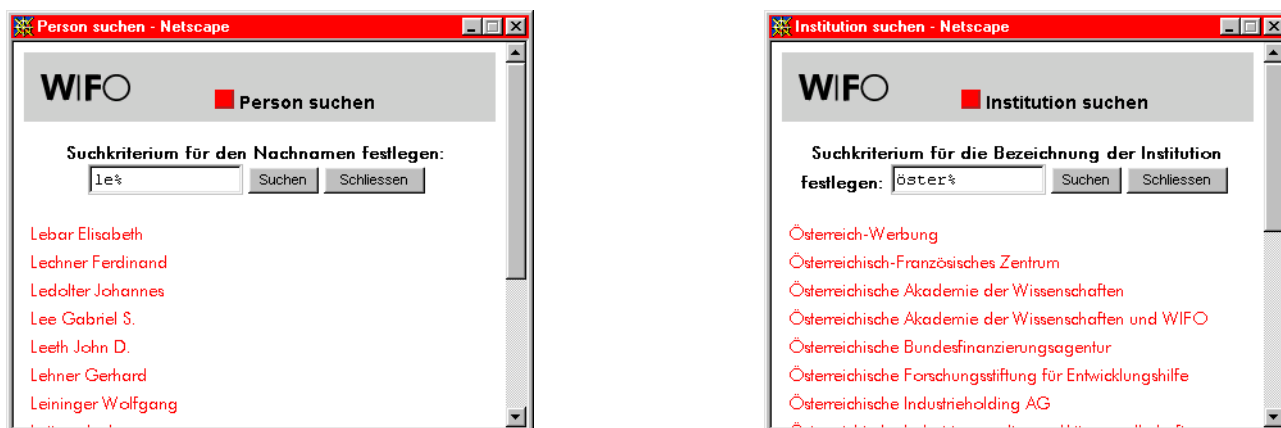 Person suchen - Netscape
WIFO
Person suchen
Suchkriterium für den Nachnamen festlegen:
le% Suchen Schliessen
Lebar Elisabeth
Lechner Ferdinand
Ledolter Johannes
Lee Gabriel S.
Leeth John D.
Lehner Gerhard
Leininger Wolfgang
Institution suchen - Netscape
WIFO
Institution suchen
Suchkriterium für die Bezeichnung der Institution
festlegen: öster% Suchen Schliessen
Österreich-Werbung
Österreichisch-Französisches Zentrum
Österreichische Akademie der Wissenschaften
Österreichische Akademie der Wissenschaften und WIFO
Österreichische Bundesfinanzierungsagentur
Österreichische Forschungsstiftung für Entwicklungshilfe
Österreichische Industrieholding AG